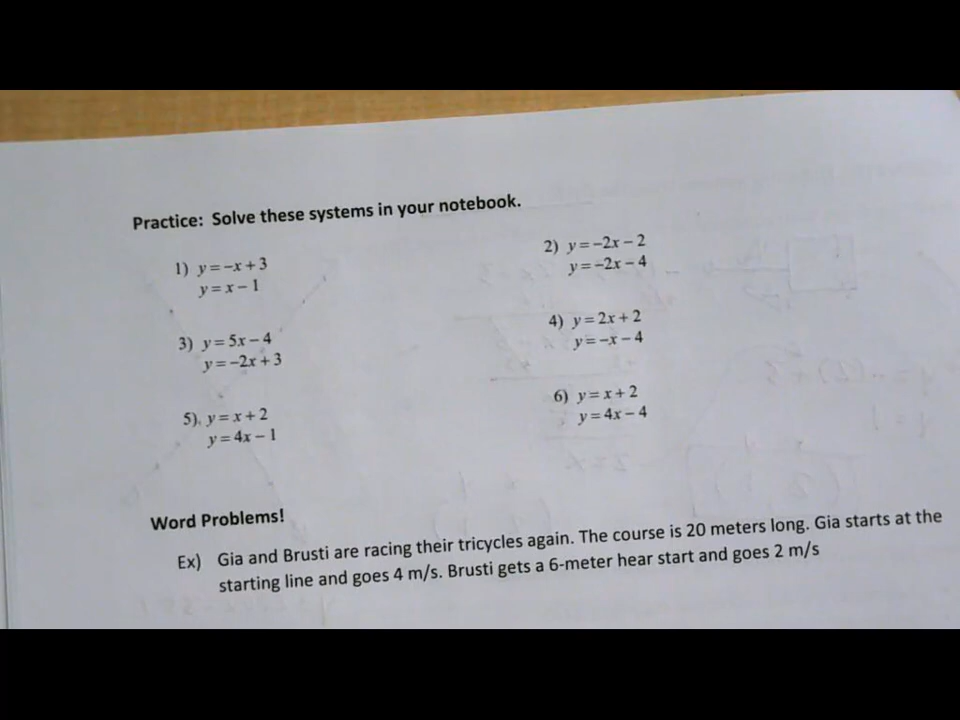 Practice: Solve these systems in your notebook.
1) y = -x + 3
y = x - 1
2) y = -2x - 2
y = -2x - 4
3) y = 5x - 4
y = -2x + 3
4) y = 2x + 2
y = -x - 4
5) y = x + 2
y = 4x - 1
6) y = x + 2
y = 4x - 4
Word Problems!
Ex) Gia and Brusti are racing their tricycles again. The course is 20 meters long. Gia starts at the
starting line and goes 4 m/s. Brusti gets a 6-meter hear start and goes 2 m/s